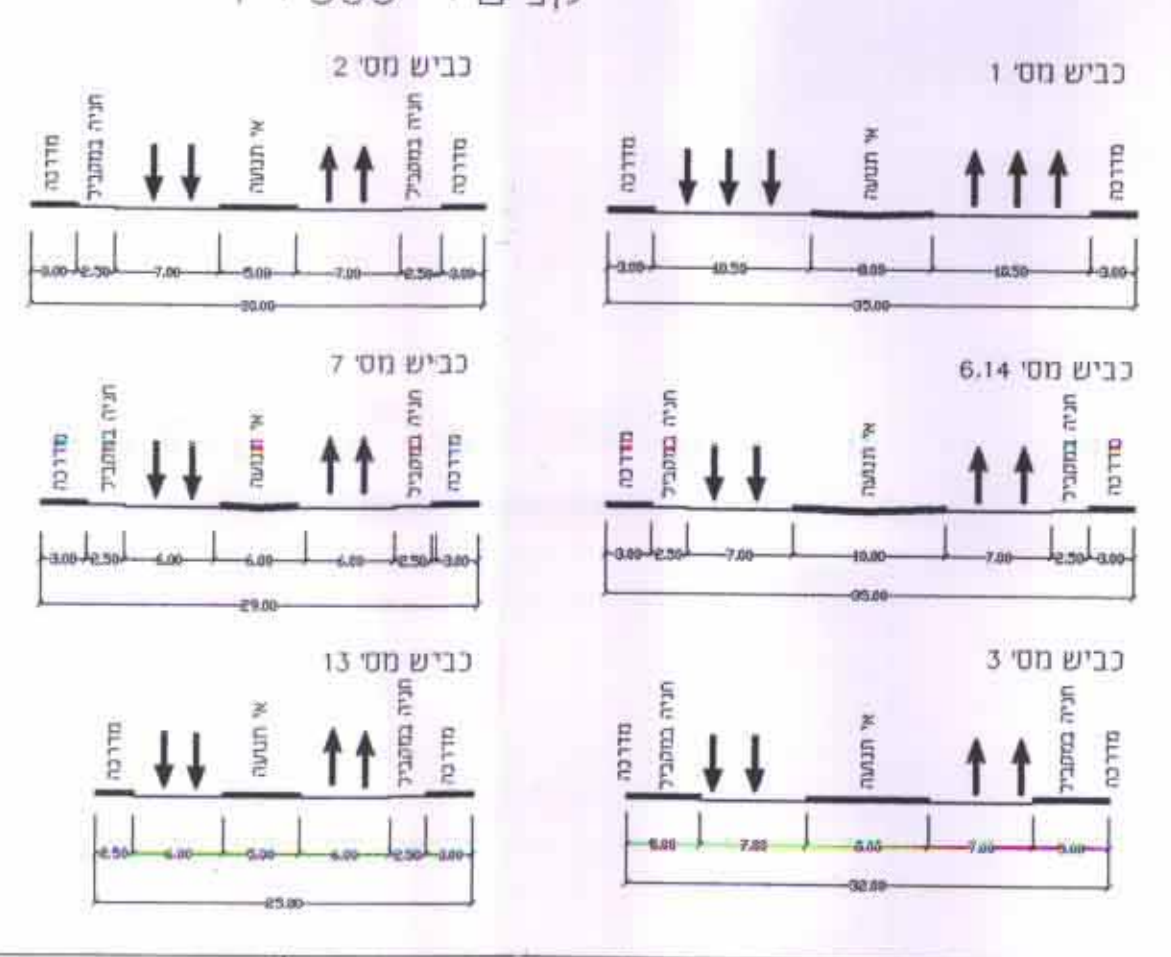 כביש מס' 1
מדרכה
אי תנועה
מדרכה
3.00 10.50 8.00 10.50 3.00
35.00
כביש מס' 2
מדרכה
חניה במקביל
אי תנועה
חניה במקביל
מדרכה
3.00 2.50 7.00 5.00 7.00 2.50 3.00
30.00
כביש מס' 6.14
מדרכה
חניה במקביל
אי תנועה
חניה במקביל
מדרכה
3.00 2.50 7.00 10.00 7.00 2.50 3.00
35.00
כביש מס' 7
מדרכה
חניה במקביל
אי תנועה
חניה במקביל
מדרכה
3.00 2.50 6.00 6.00 6.00 2.50 3.00
29.00
כביש מס' 3
מדרכה
חניה במקביל
אי תנועה
חניה במקביל
מדרכה
5.00 7.00 8.00 7.00 5.00
32.00
כביש מס' 13
מדרכה
אי תנועה
חניה במקביל
מדרכה
2.50 6.00 5.00 6.00 2.50 3.00
25.00